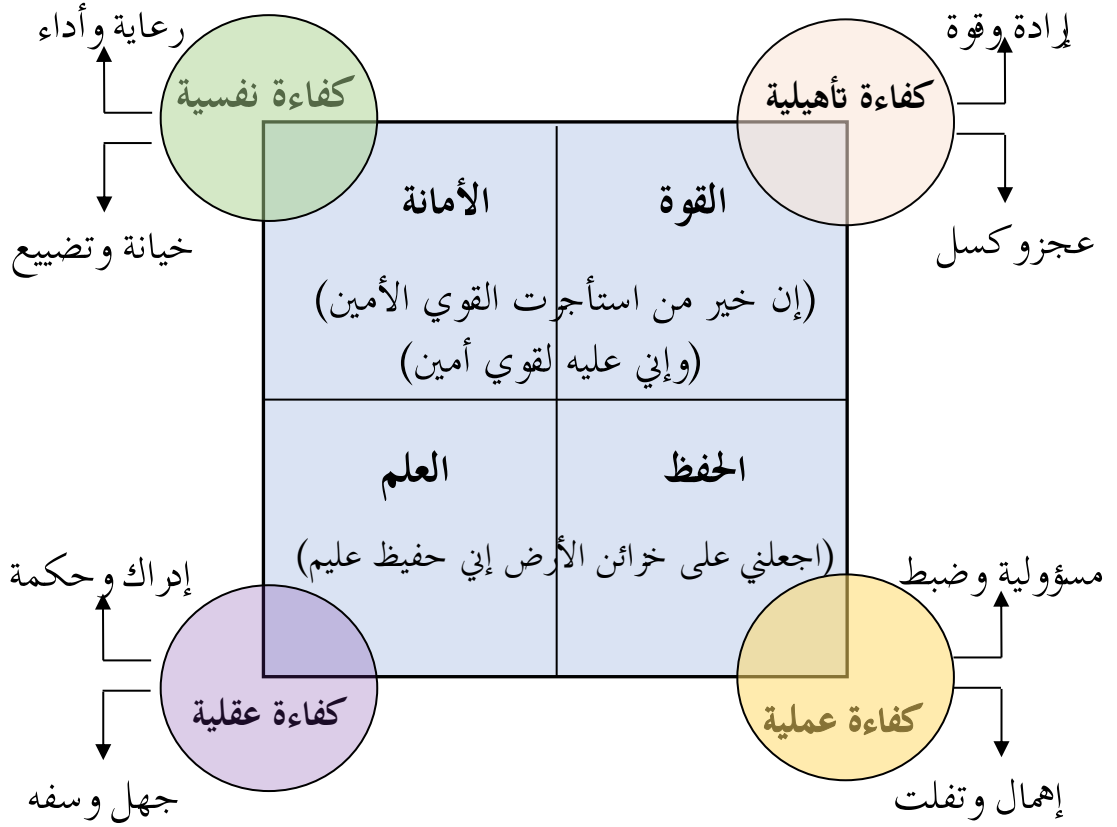 إرادة وقوة
رعاية وأداء
كفاءة تأهيلية
كفاءة نفسية
القوة
الأمانة
عجز وكسل
خيانة وتضييع
(إن خير من استأجرت القوي الأمين)
(وإني عليه لقوي أمين)
الحفظ
العلم
(اجعلني على خزائن الأرض إني حفيظ عليم)
مسؤولية وضبط
إدراك وحكمة
كفاءة عملية
كفاءة عقلية
إهمال وتفلت
جهل وسفه